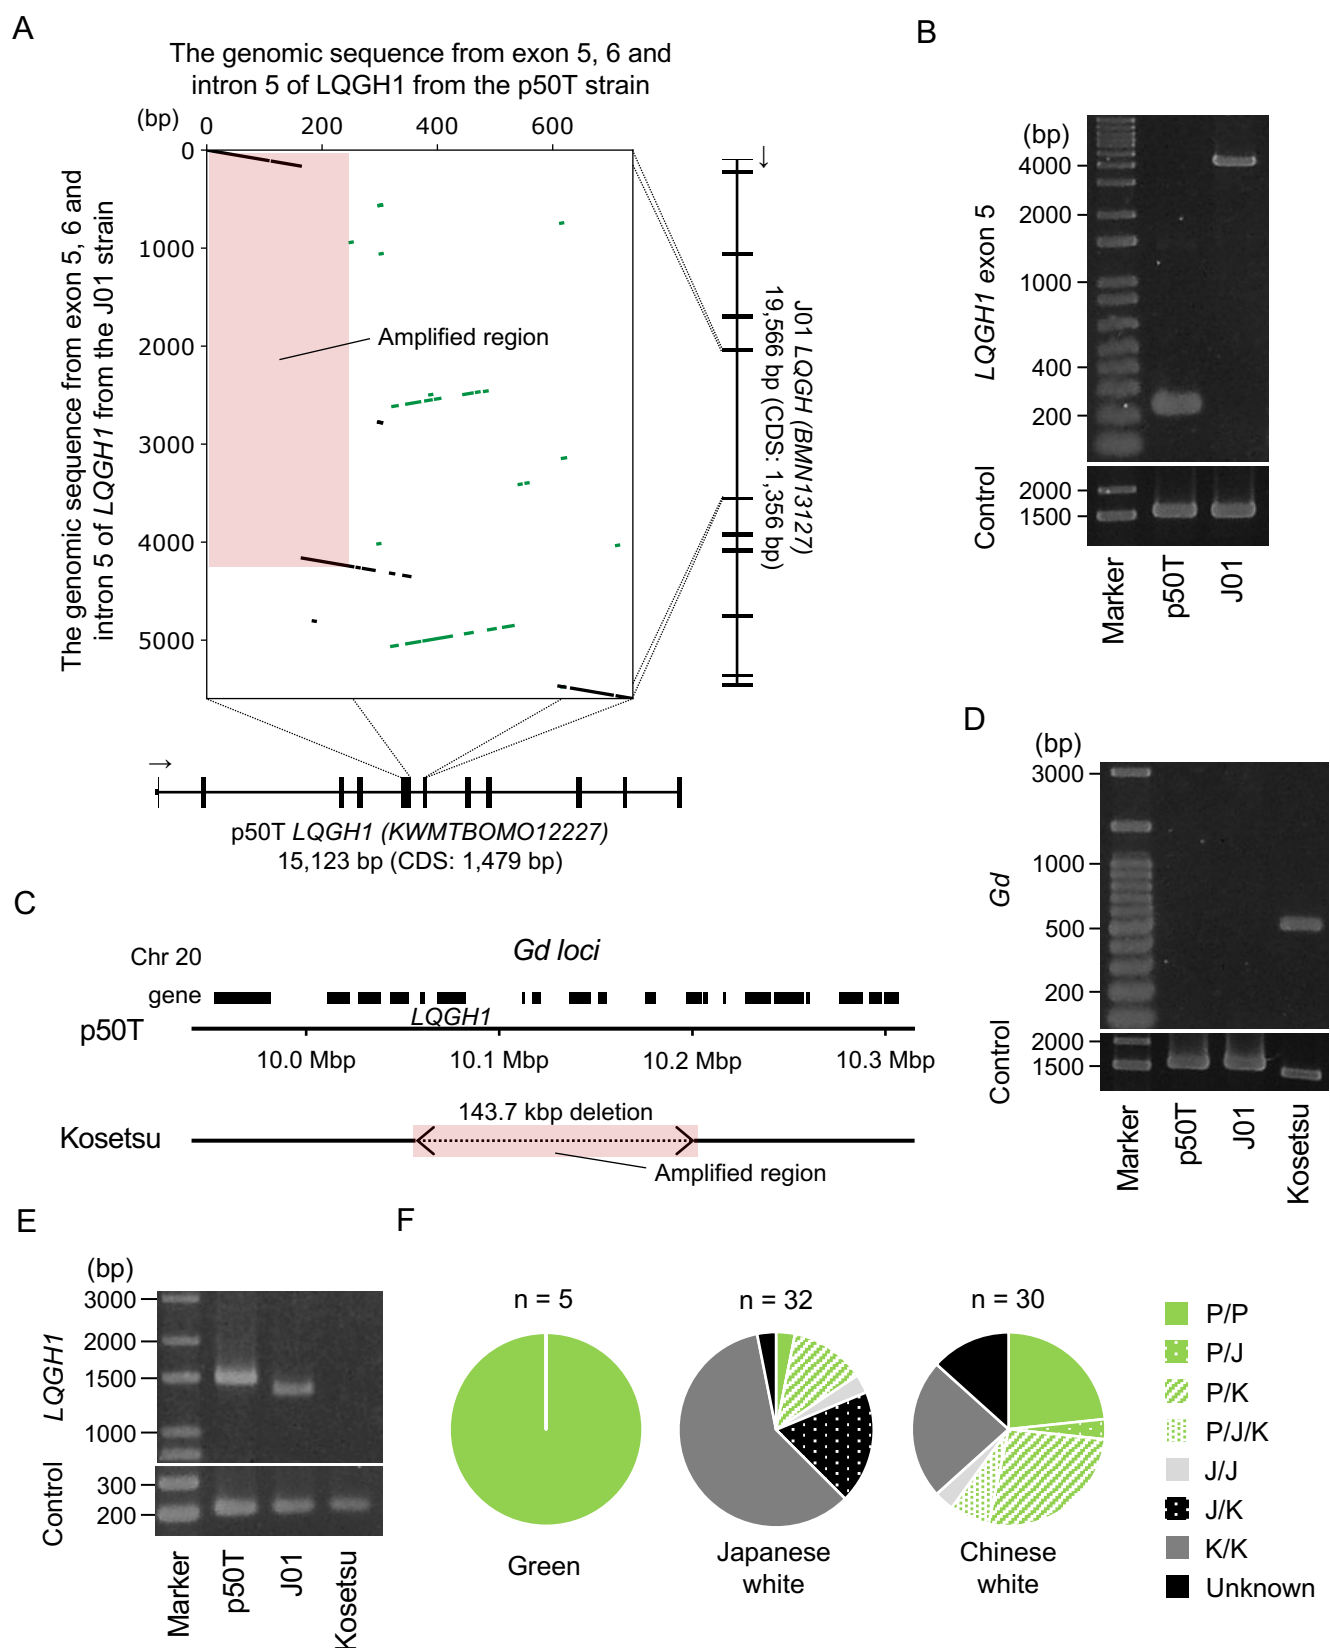 A
The genomic sequence from exon 5, 6 and
intron 5 of LQGH1 from the p50T strain
(bp)
0 200 400 600
0
1000
2000
3000
4000
5000
The genomic sequence from exon 5, 6 and
intron 5 of LQGH1 from the J01 strain
Amplified region
J01 LQGH (BMN13127)
19,566 bp (CDS: 1,356 bp)
p50T LQGH1 (KWMTBOMO12227)
15,123 bp (CDS: 1,479 bp)
B
(bp)
4000
2000
1000
400
200
LQGH1 exon 5
2000
1500
Control
Marker
p50T
J01
C
Chr 20
Gd loci
gene
LQGH1
p50T
10.0 Mbp 10.1 Mbp 10.2 Mbp 10.3 Mbp
143.7 kbp deletion
Kosetsu
Amplified region
D
(bp)
3000
1000
500
200
Gd
2000
1500
Control
Marker
p50T
J01
Kosetsu
E
(bp)
3000
2000
1500
1000
LQGH1
300
200
Control
Marker
p50T
J01
Kosetsu
F
n = 5
n = 32
n = 30
Green
Japanese
white
Chinese
white
P/P
P/J
P/K
P/J/K
J/J
J/K
K/K
Unknown